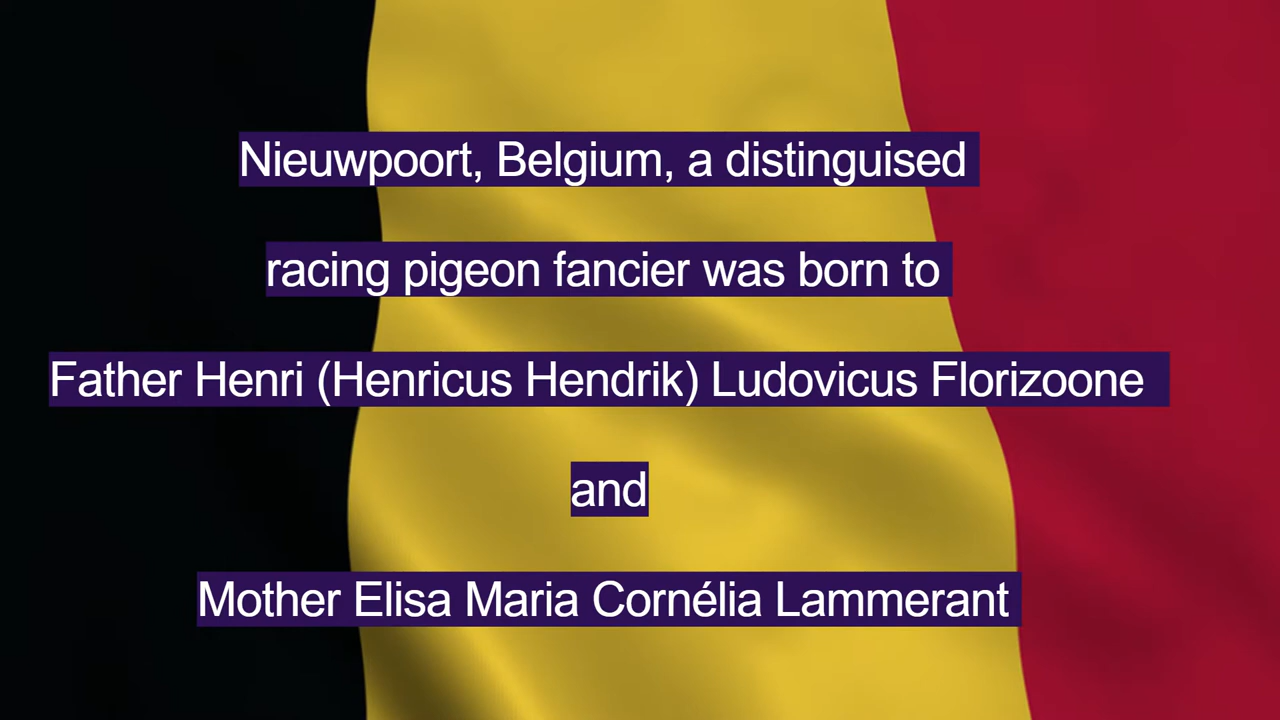 Nieuwpoort, Belgium, a distinguised
racing pigeon fancier was born to
Father Henri (Henricus Hendrik) Ludovicus Florizoone
and
Mother Elisa Maria Cornélia Lammerant